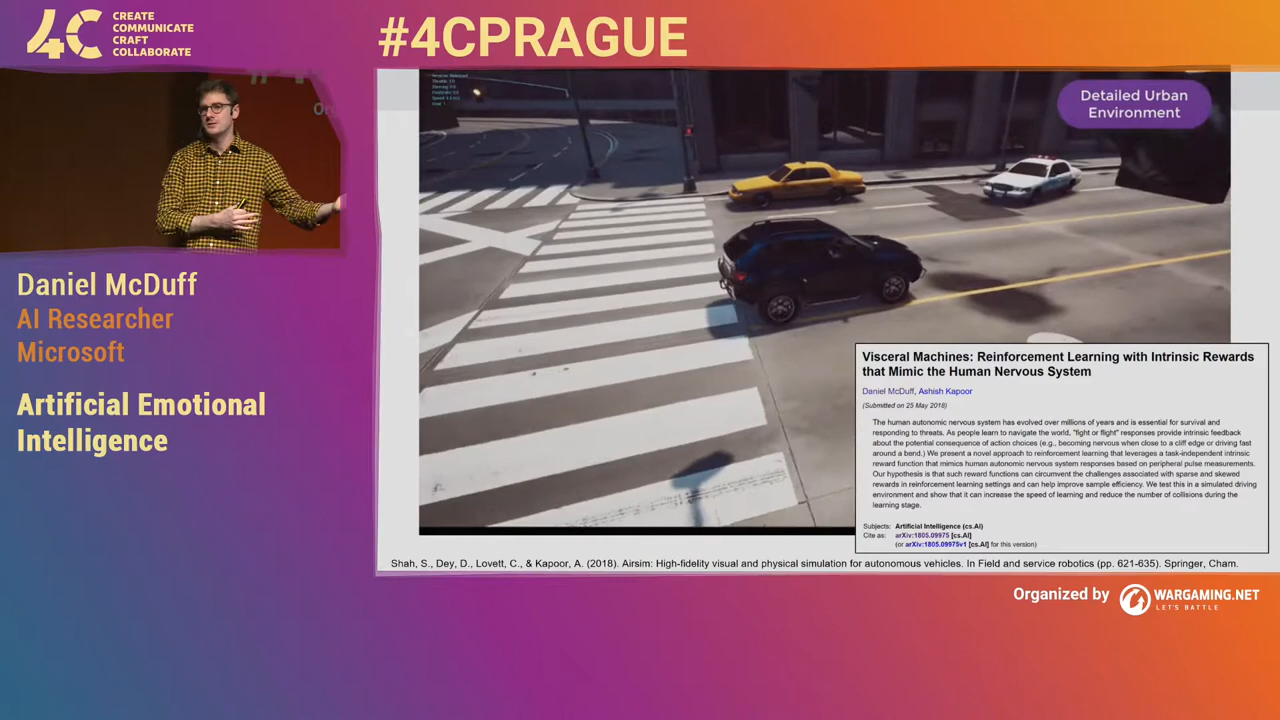 4C
CREATE
COMMUNICATE
CRAFT
COLLABORATE
#4CPRAGUE
Daniel McDuff
AI Researcher
Microsoft
Artificial Emotional
Intelligence
Detailed Urban
Environment
Visceral Machines: Reinforcement Learning with Intrinsic Rewards
that Mimic the Human Nervous System
Daniel McDuff, Ashish Kapoor
(Submitted on 25 May 2018)
The human autonomic nervous system has evolved over millions of years and is essential for survival and
responding to threats. As people learn to navigate the world, "fight or flight" responses provide intrinsic feedback
about the potential consequence of action choices (e.g., becoming nervous when close to a cliff edge or driving fast
around a bend.) We present a novel approach to reinforcement learning that leverages a task-independent intrinsic
reward function that mimics human autonomic nervous system responses based on peripheral pulse measurements.
Our hypothesis is that such reward functions can circumvent the challenges associated with sparse and skewed
rewards in reinforcement learning settings and can help improve sample efficiency. We test this in a simulated driving
environment and show that it can increase the speed of learning and reduce the number of collisions during the
learning stage.
Subjects: Artificial Intelligence (cs.AI)
Cite as: arXiv:1805.09975 [cs.AI]
(or arXiv:1805.09975v1 [cs.AI] for this version)
Shah, S., Dey, D., Lovett, C., & Kapoor, A. (2018). Airsim: High-fidelity visual and physical simulation for autonomous vehicles. In Field and service robotics (pp. 621-635). Springer, Cham.
Organized by
WARGAMING.NET
LET'S BATTLE